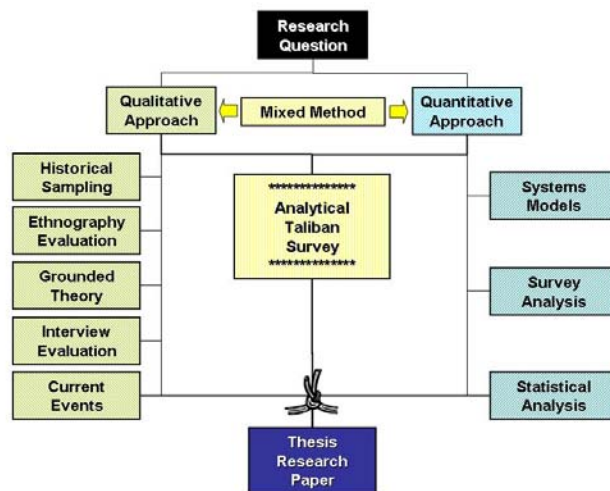 Research
Question
Qualitative
Approach
Mixed Method
Quantitative
Approach
Historical
Sampling
Ethnography
Evaluation
Grounded
Theory
Interview
Evaluation
Current
Events
**************
Analytical
Taliban
Survey
**************
Systems
Models
Survey
Analysis
Statistical
Analysis
Thesis
Research
Paper